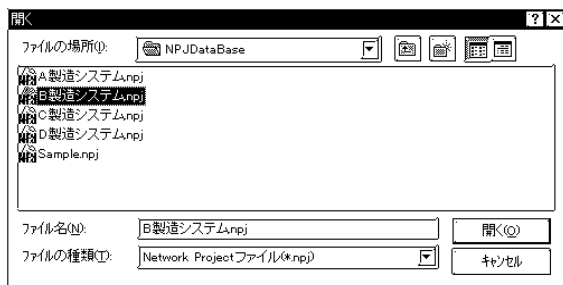 開く
ファイルの場所(I): NPJDataBase
A製造システム.npj
B製造システム.npj
C製造システム.npj
D製造システム.npj
Sample.npj
ファイル名(N): B製造システム.npj 開く(O)
ファイルの種類(T): Network Projectファイル(*.npj) キャンセル